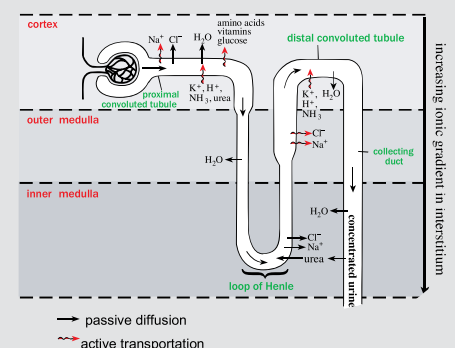 cortex
Na⁺
Cl⁻
H₂O
amino acids
vitamins
glucose
distal convoluted tubule
proximal
convoluted tubule
K⁺, H⁺,
NH₃, urea
K⁺,
H⁺,
NH₃
H₂O
outer medulla
Cl⁻
Na⁺
H₂O
collecting
duct
inner medulla
H₂O
Cl⁻
Na⁺
urea
loop of Henle
concentrated urine
increasing ionic gradient in interstitium
passive diffusion
active transportation